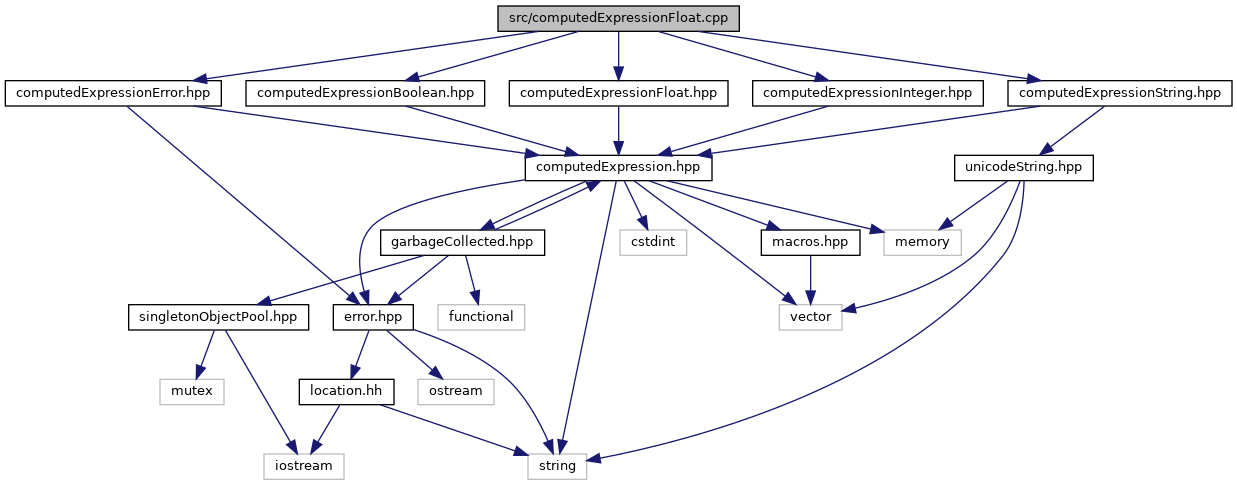 src/computedExpressionFloat.cpp
computedExpressionError.hpp
computedExpressionBoolean.hpp
computedExpressionFloat.hpp
computedExpressionInteger.hpp
computedExpressionString.hpp
computedExpression.hpp
unicodeString.hpp
garbageCollected.hpp
cstdint
macros.hpp
memory
singletonObjectPool.hpp
error.hpp
functional
vector
mutex
location.hh
ostream
iostream
string